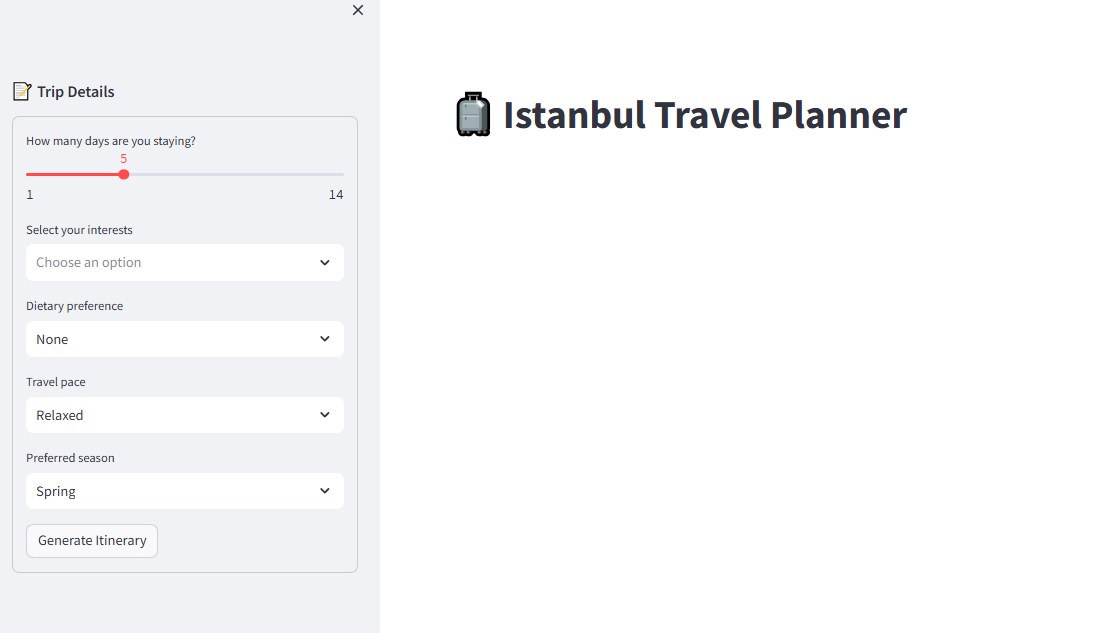 Trip Details
How many days are you staying?
5
1 14
Select your interests
Choose an option
Dietary preference
None
Travel pace
Relaxed
Preferred season
Spring
Generate Itinerary
Istanbul Travel Planner